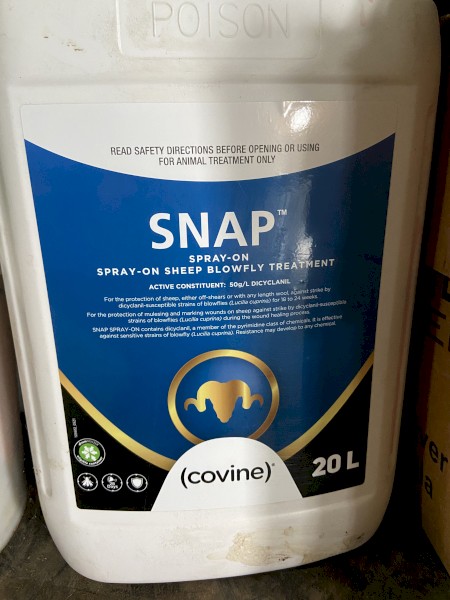 POISON
READ SAFETY DIRECTIONS BEFORE OPENING OR USING
FOR ANIMAL TREATMENT ONLY
SNAP™
SPRAY-ON
SPRAY-ON SHEEP BLOWFLY TREATMENT
ACTIVE CONSTITUENT: 50g/L DICYCLANIL
For the protection of sheep, either off-shears or with any length wool, against strike by
dicyclanil-susceptible strains of blowflies (Lucilia cuprina) for 18 to 24 weeks.
For the protection of mulesing and marking wounds on sheep against strike by dicyclanil-susceptible
strains of blowflies (Lucilia cuprina) during the wound healing process.
SNAP SPRAY-ON contains dicyclanil, a member of the pyrimidine class of chemicals. It is effective
against sensitive strains of blowfly (Lucilia cuprina). Resistance may develop to any chemical.
(covine)®
20 L